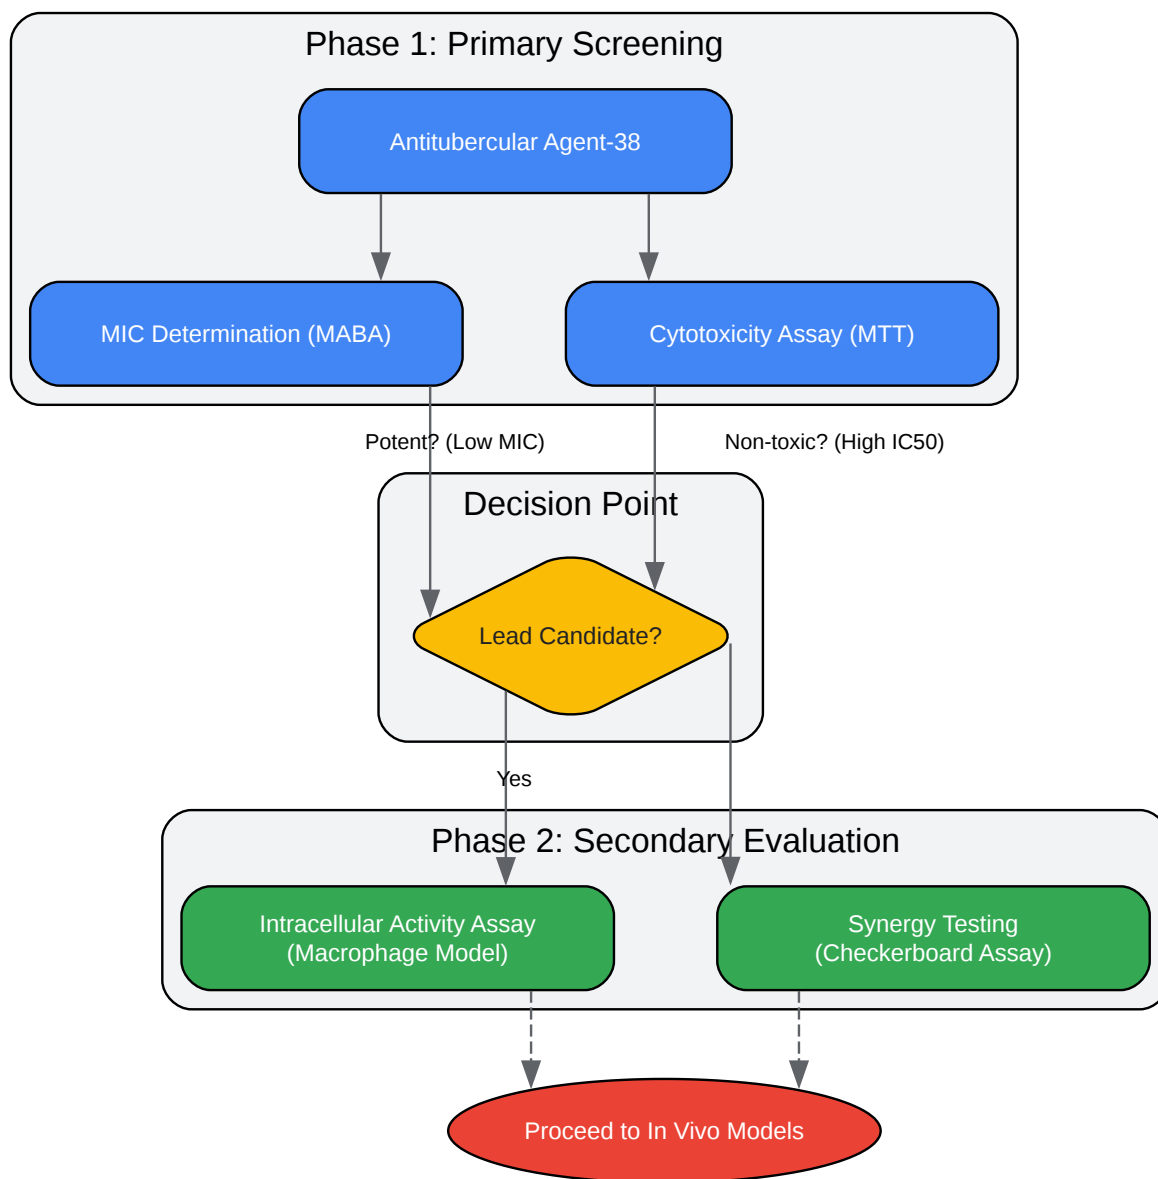 Phase 1: Primary Screening
Antitubercular Agent-38
MIC Determination (MABA)
Cytotoxicity Assay (MTT)
Potent? (Low MIC)
Non-toxic? (High IC50)
Decision Point
Lead Candidate?
Yes
Phase 2: Secondary Evaluation
Intracellular Activity Assay
(Macrophage Model)
Synergy Testing
(Checkerboard Assay)
Proceed to In Vivo Models